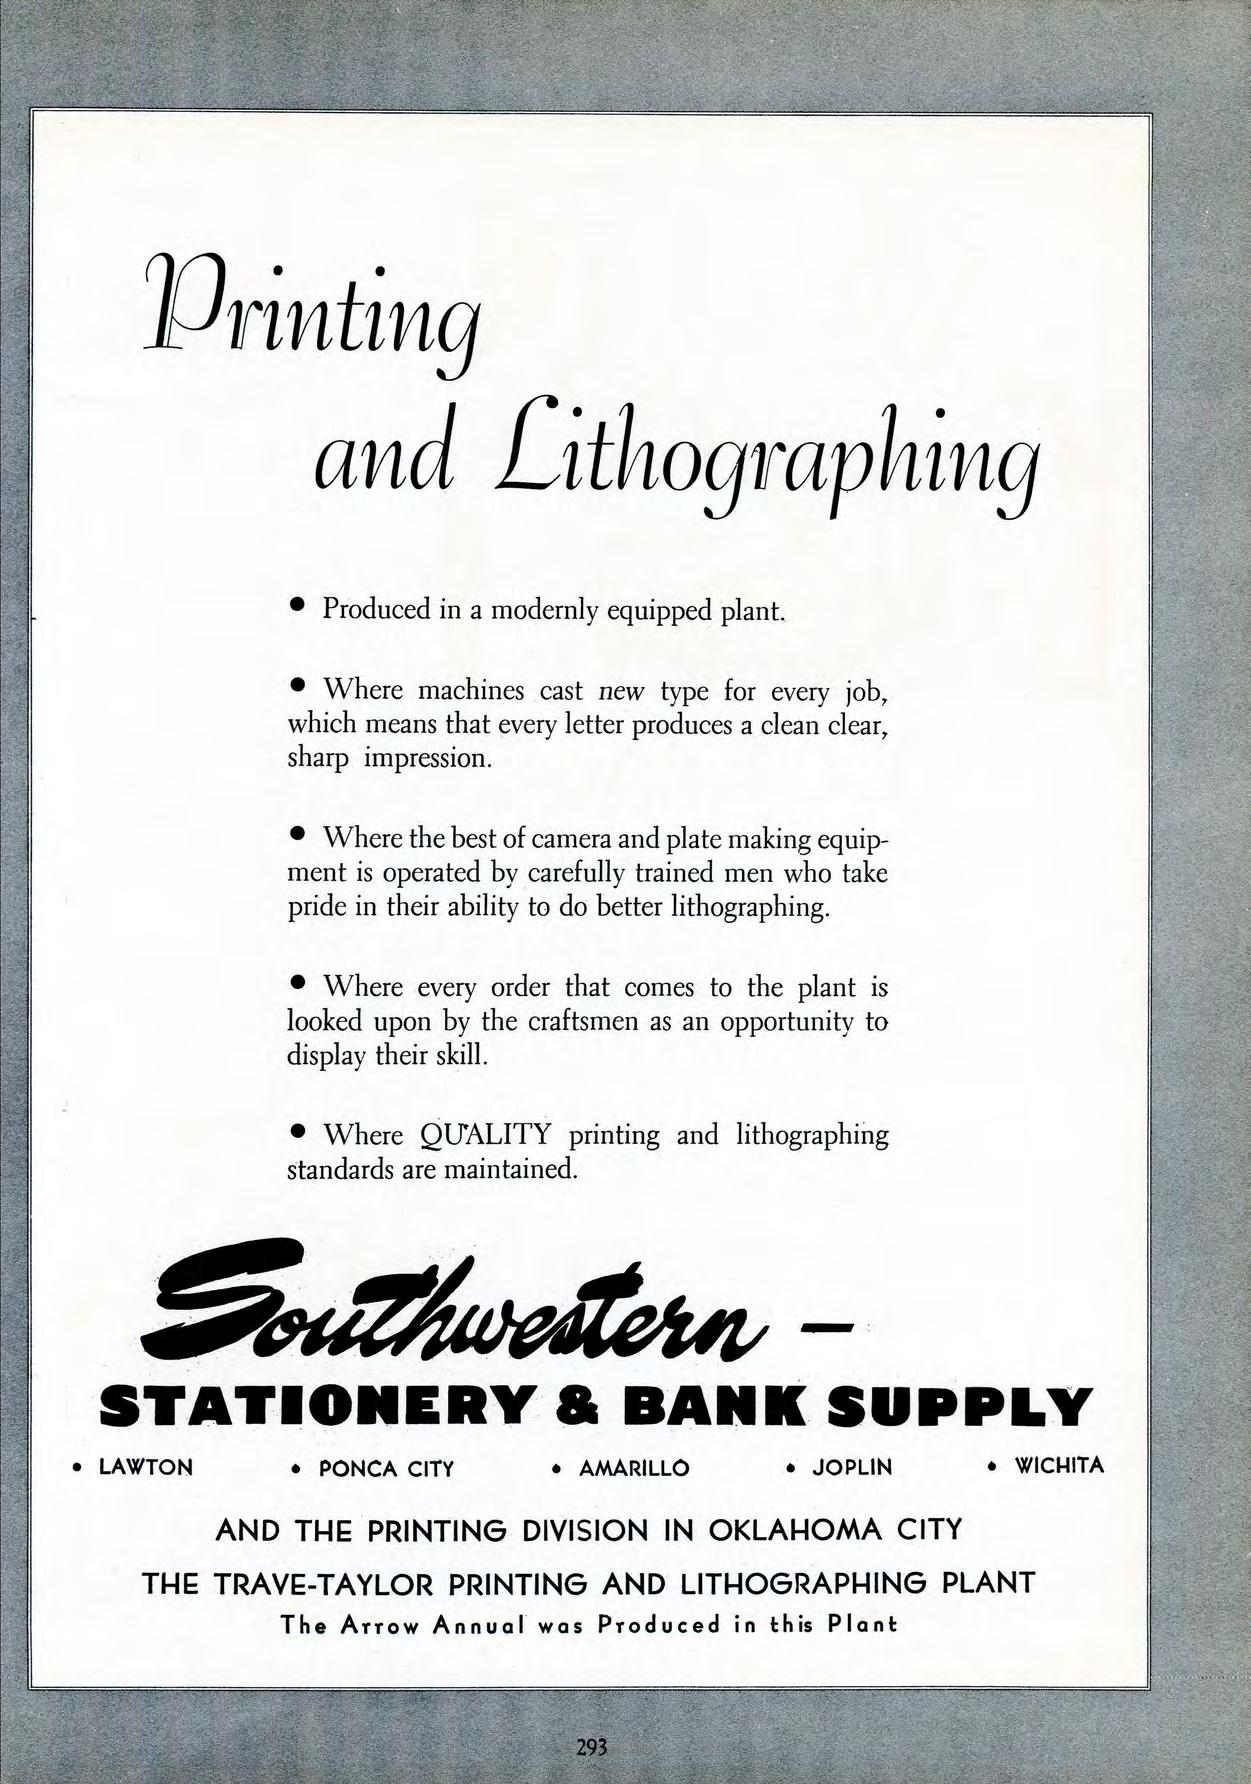 Printing
and Lithographing
• Produced in a modernly equipped plant.
• Where machines cast new type for every job,
which means that every letter produces a clean clear,
sharp impression.
• Where the best of camera and plate making equip-
ment is operated by carefully trained men who take
pride in their ability to do better lithographing.
• Where every order that comes to the plant is
looked upon by the craftsmen as an opportunity to
display their skill.
• Where QUALITY printing and lithographing
standards are maintained.
Southwestern –
STATIONERY & BANK SUPPLY
• LAWTON • PONCA CITY • AMARILLO • JOPLIN • WICHITA
AND THE PRINTING DIVISION IN OKLAHOMA CITY
THE TRAVE-TAYLOR PRINTING AND LITHOGRAPHING PLANT
The Arrow Annual was Produced in this Plant
293